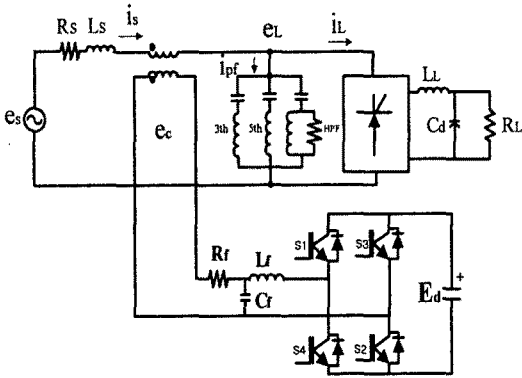 Rs Ls is eL iL
ipf
LL
es
ec
3th 5th HPF
Cd RL
Rf Lf
Cf
S1 S3
Ed +
S4 S2